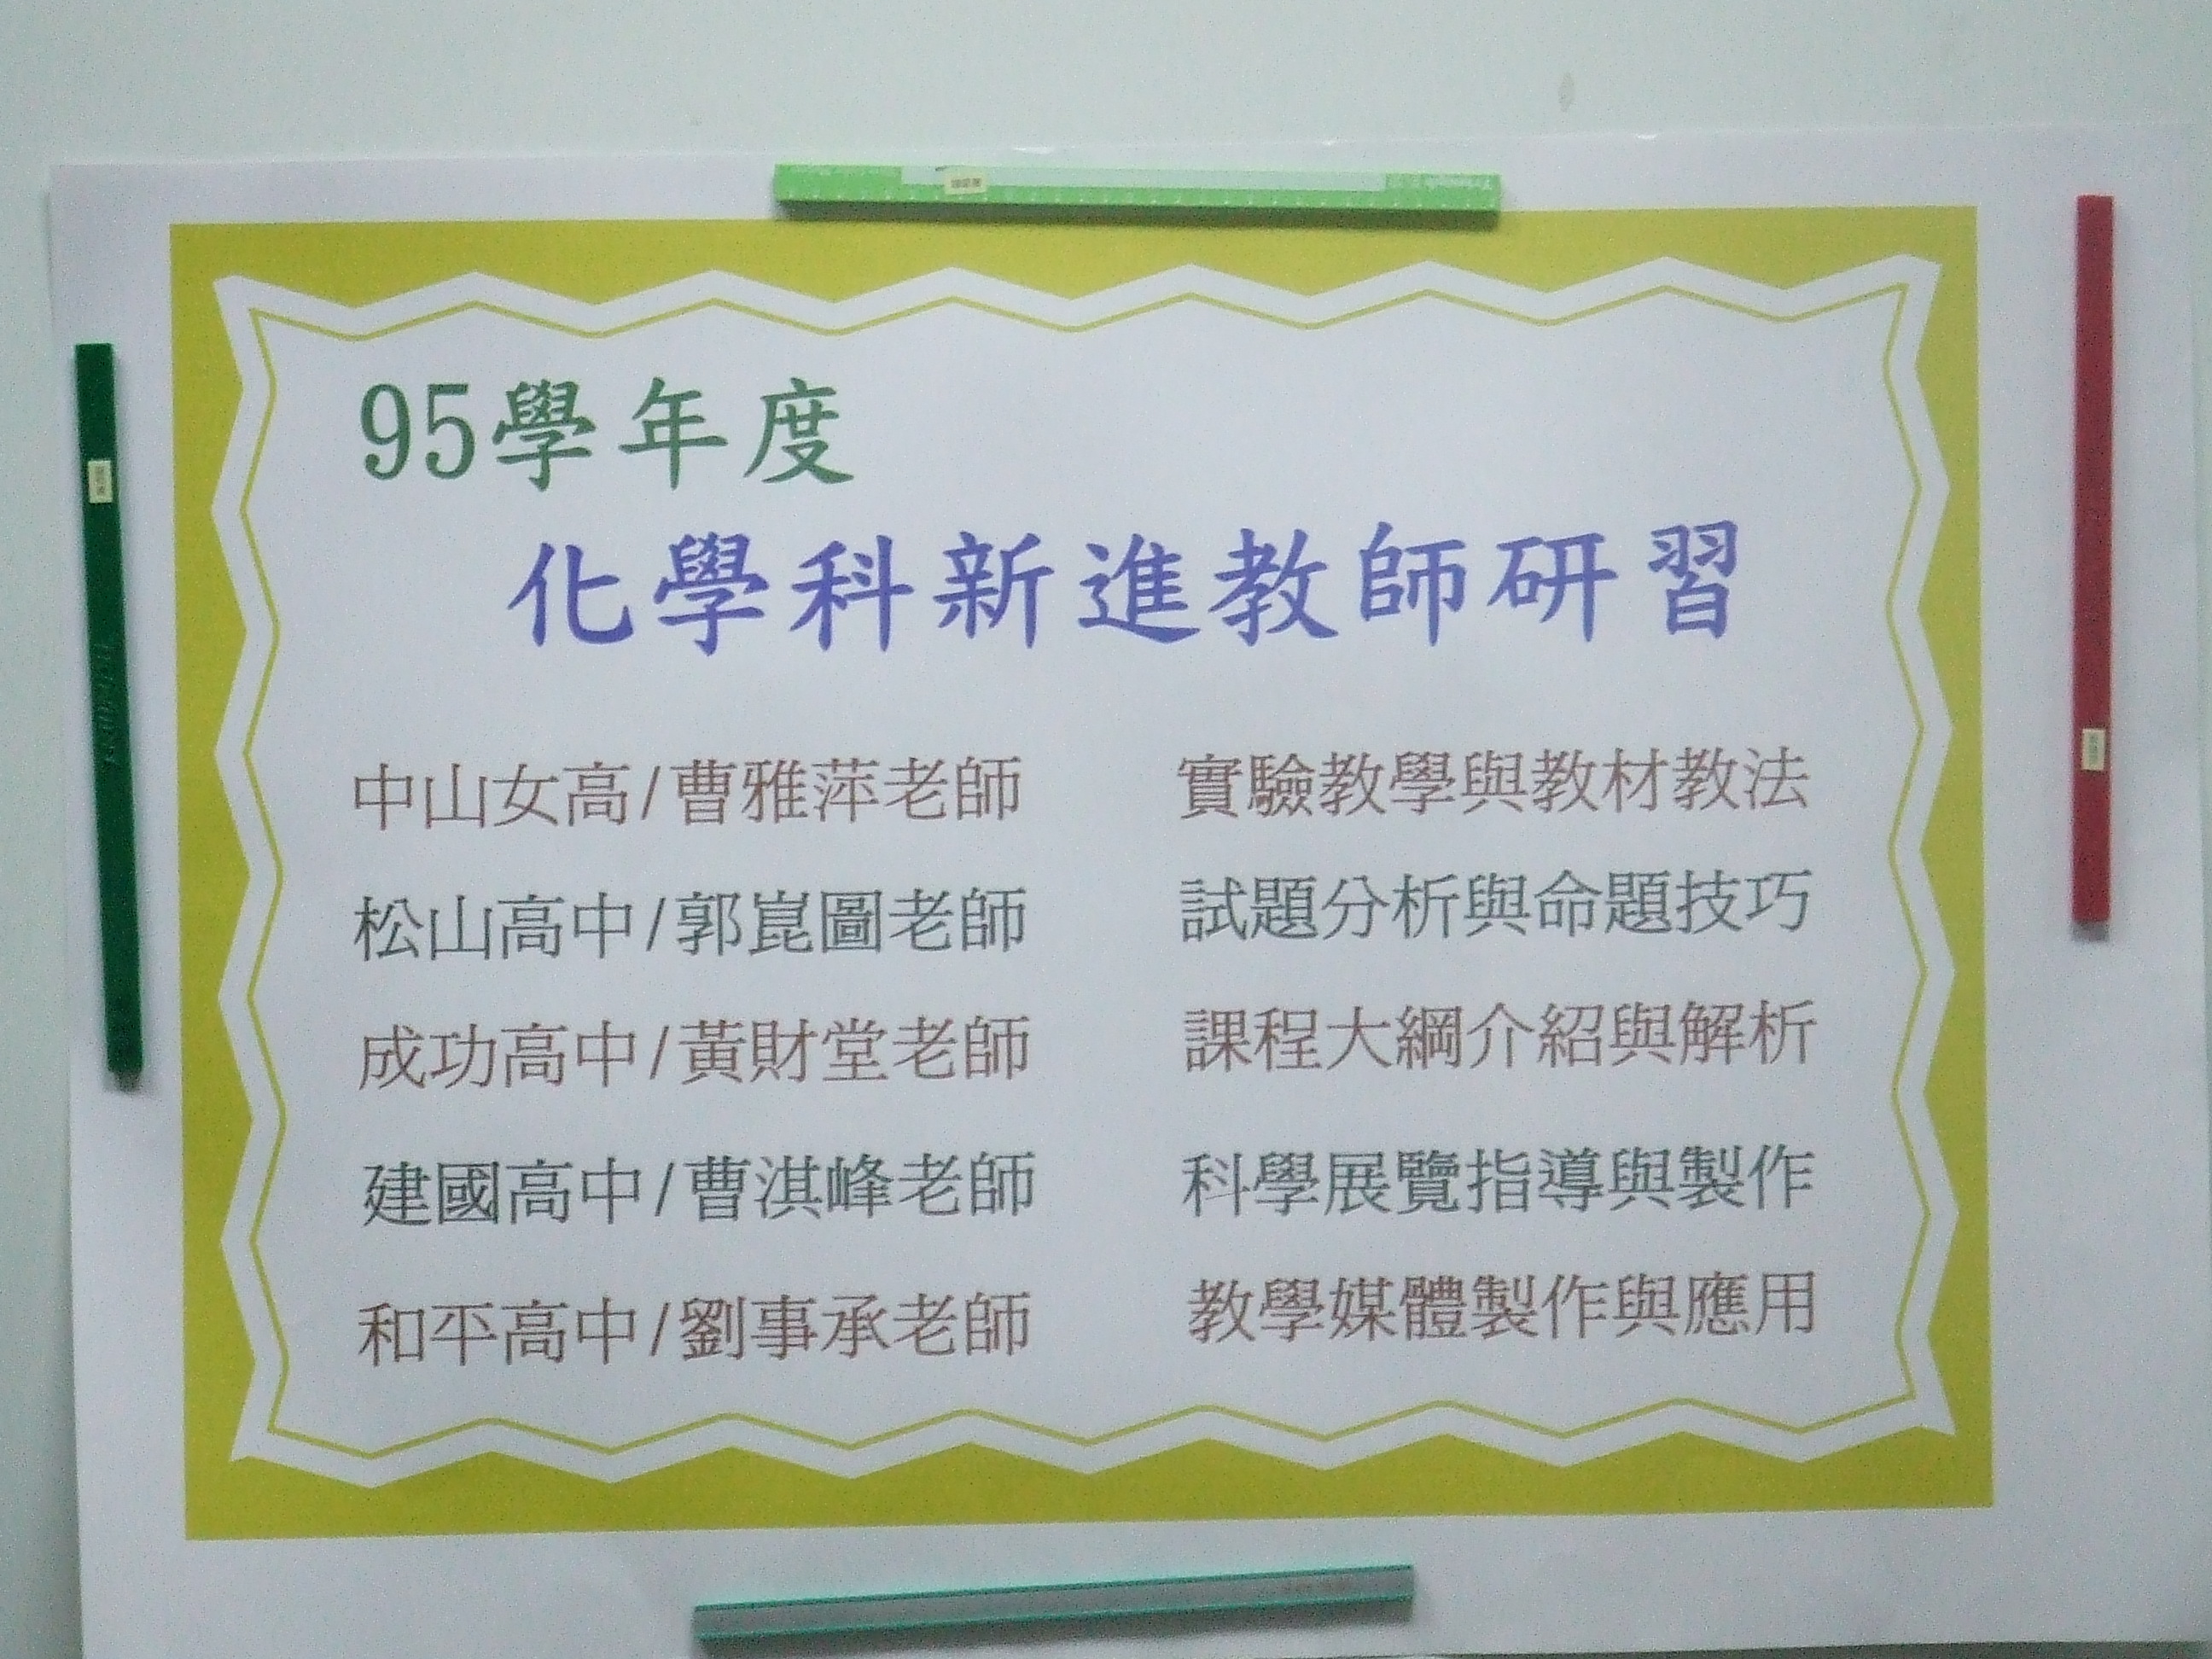 95學年度
化學科新進教師研習
中山女高/曹雅萍老師 實驗教學與教材教法
松山高中/郭崑圖老師 試題分析與命題技巧
成功高中/黃財堂老師 課程大綱介紹與解析
建國高中/曹淇峰老師 科學展覽指導與製作
和平高中/劉事承老師 教學媒體製作與應用